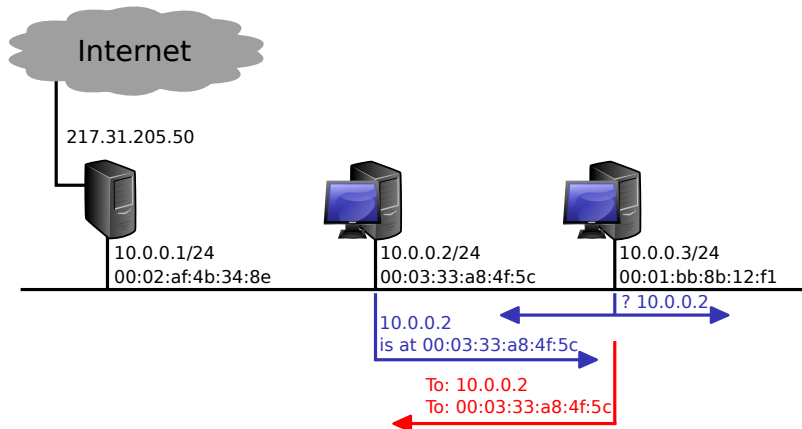 Internet
217.31.205.50
10.0.0.1/24
00:02:af:4b:34:8e
10.0.0.2/24
00:03:33:a8:4f:5c
10.0.0.3/24
00:01:bb:8b:12:f1
? 10.0.0.2
10.0.0.2
is at 00:03:33:a8:4f:5c
To: 10.0.0.2
To: 00:03:33:a8:4f:5c